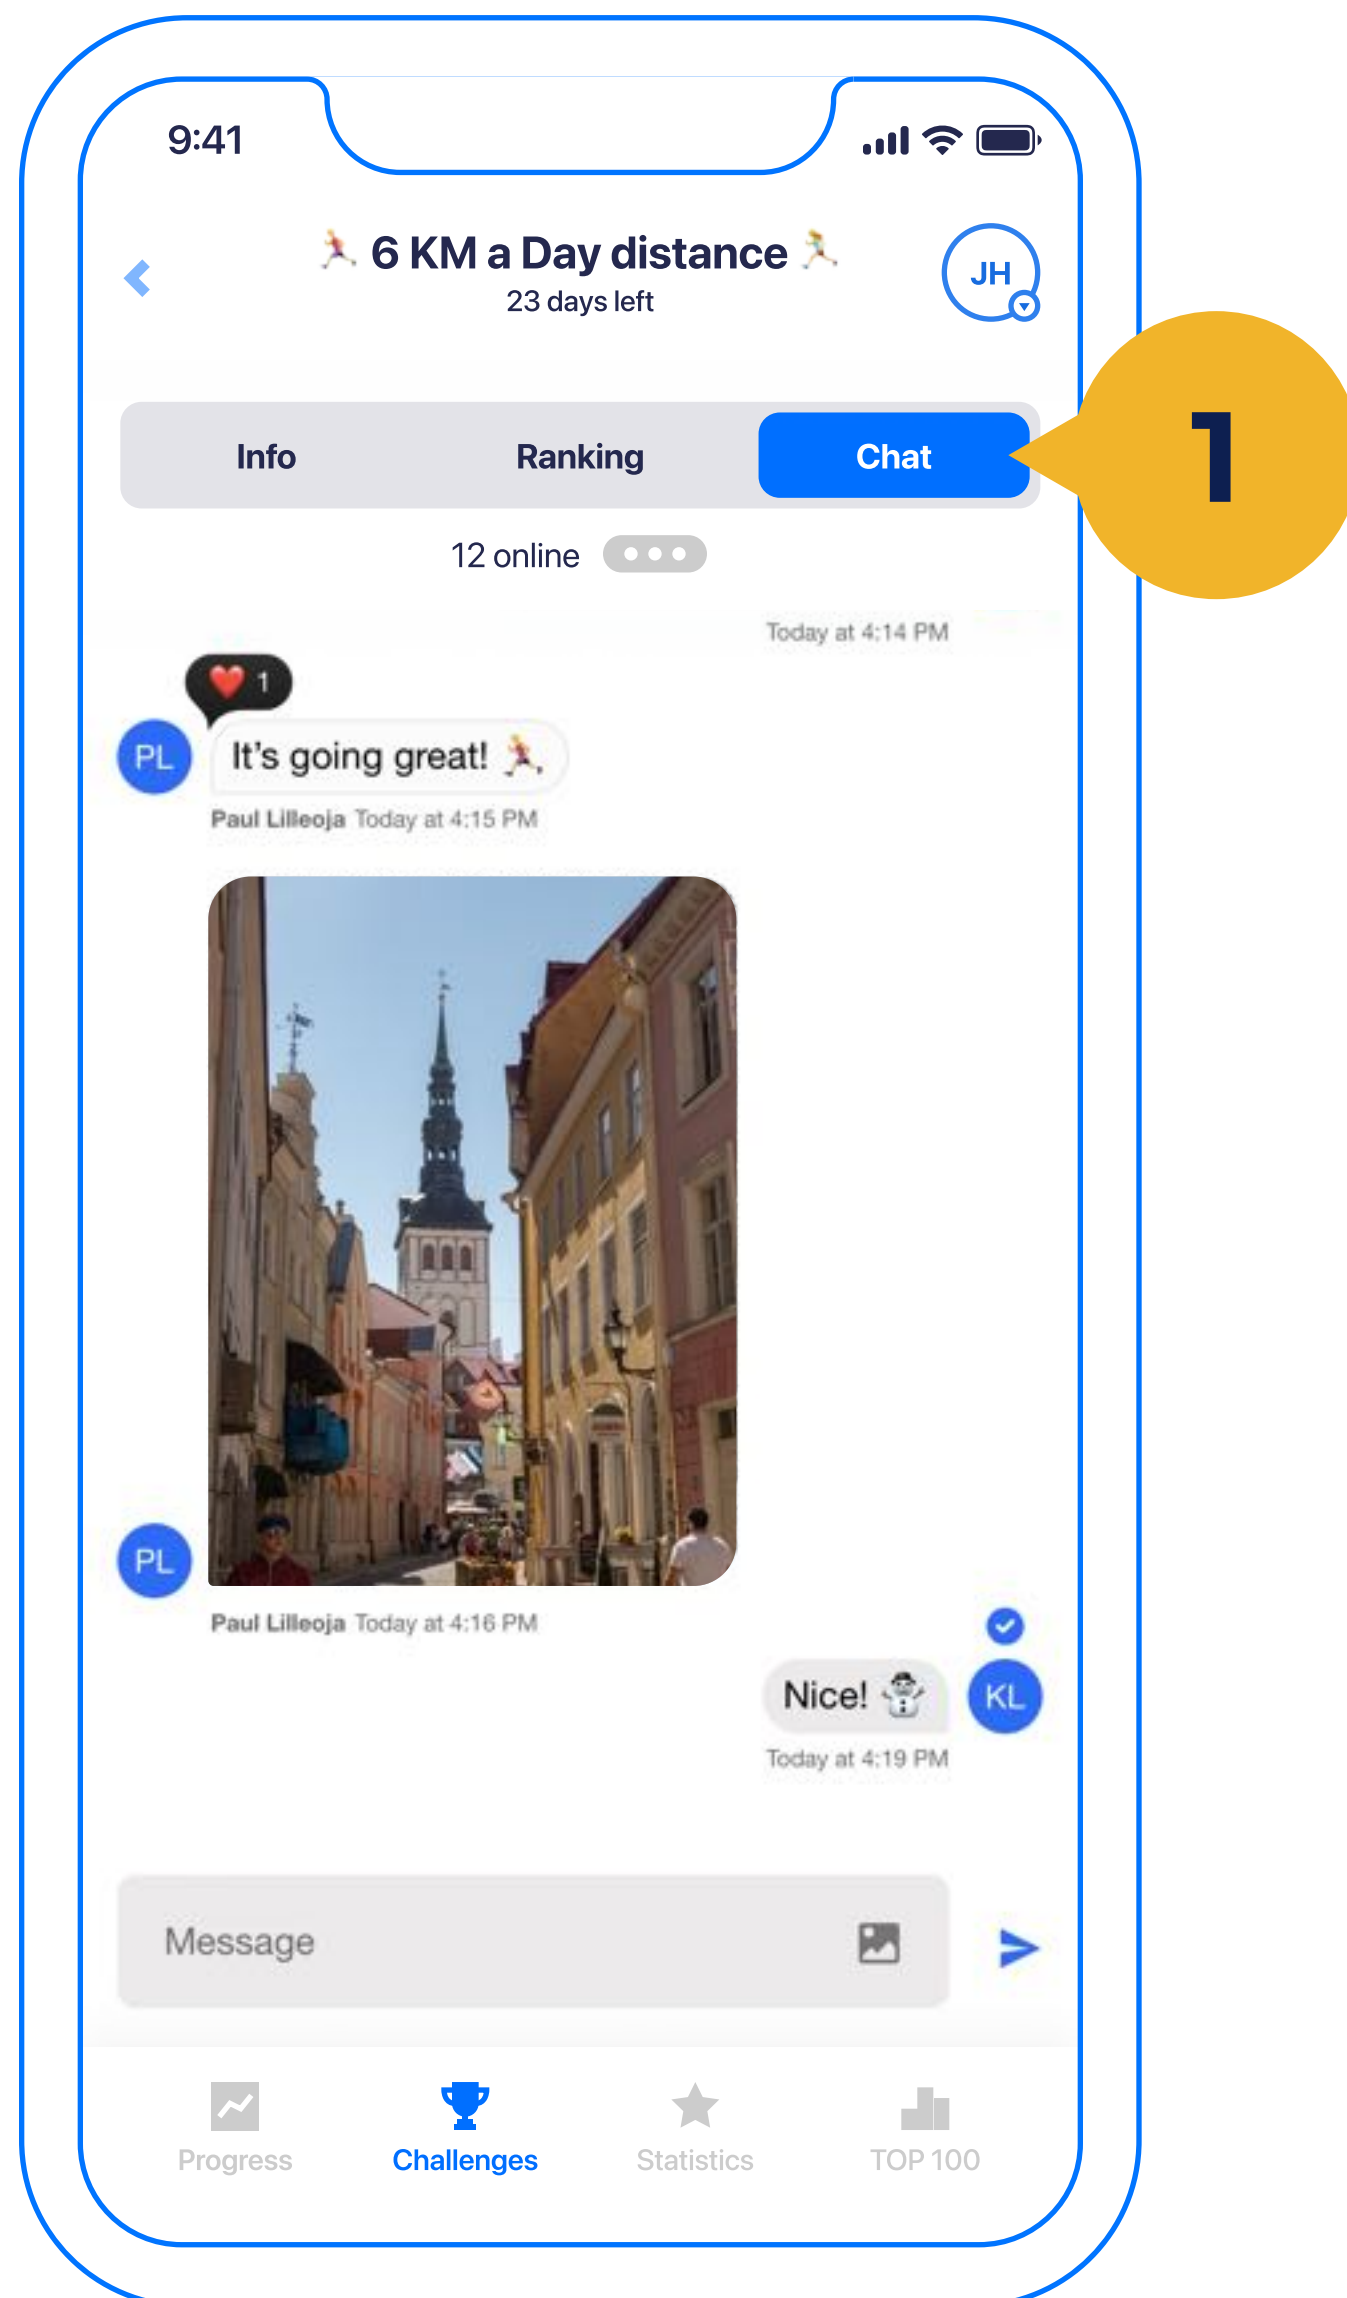 9:41
6 KM a Day distance
23 days left
JH
Info
Ranking
Chat
1
12 online
Today at 4:14 PM
1
PL
It's going great!
Paul Lilleoja Today at 4:15 PM
PL
Paul Lilleoja Today at 4:16 PM
Nice!
KL
Today at 4:19 PM
Message
Progress
Challenges
Statistics
TOP 100